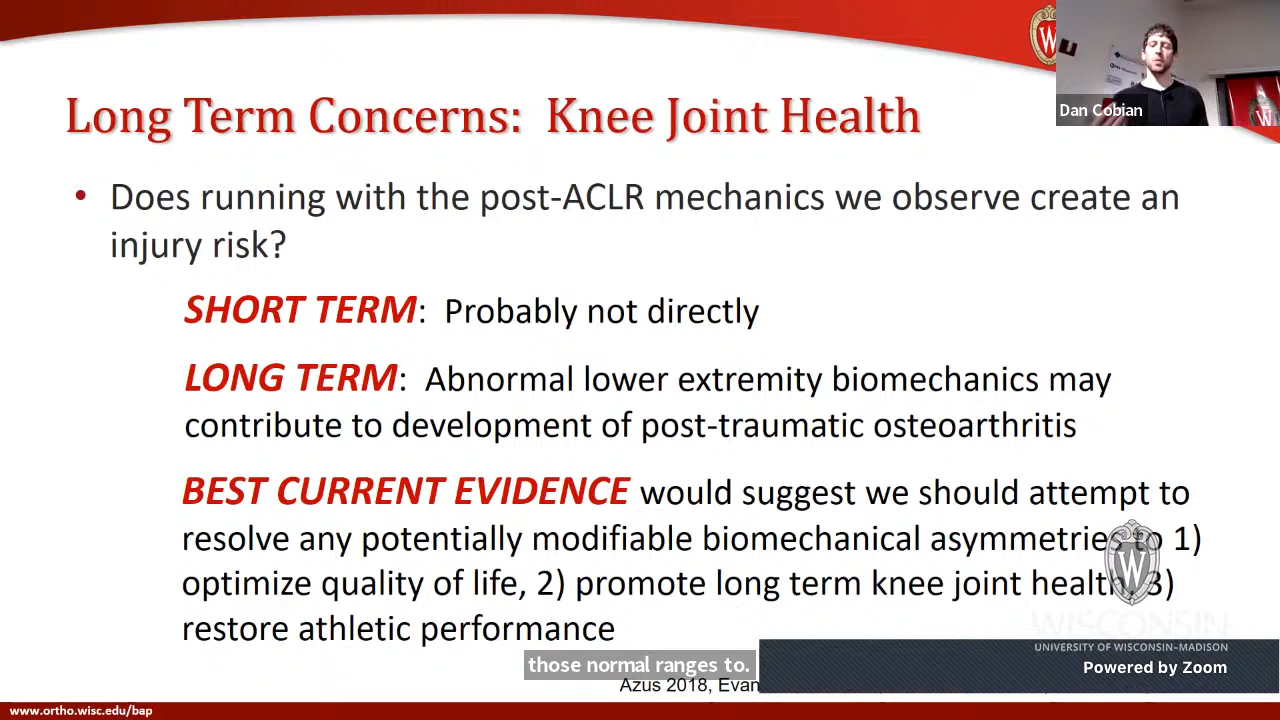 Dan Cobian
Long Term Concerns: Knee Joint Health
• Does running with the post-ACLR mechanics we observe create an
injury risk?
SHORT TERM: Probably not directly
LONG TERM: Abnormal lower extremity biomechanics may
contribute to development of post-traumatic osteoarthritis
BEST CURRENT EVIDENCE would suggest we should attempt to
resolve any potentially modifiable biomechanical asymmetries to 1)
optimize quality of life, 2) promote long term knee joint health, 3)
restore athletic performance
W
WISCONSIN
UNIVERSITY OF WISCONSIN–MADISON
those normal ranges to.
Powered by Zoom
Azus 2018, Evan
www.ortho.wisc.edu/bap